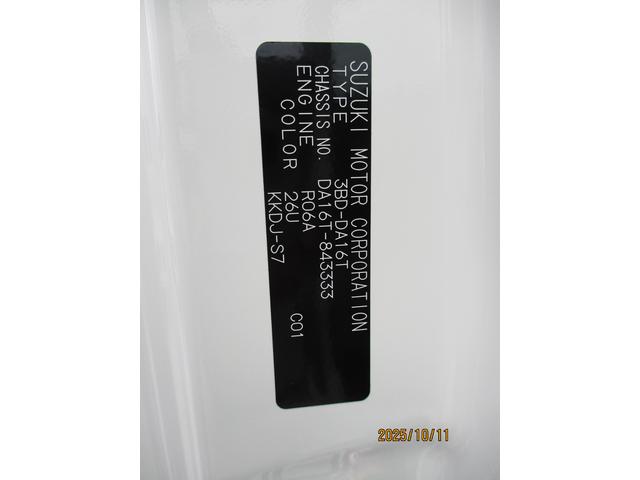 SUZUKI MOTOR CORPORATION
TYPE 3BD-DA16T
CHASSIS NO. DA16T-843333
ENGINE R06A
COLOR 26U
KKDJ-S7 C01
2025/10/11